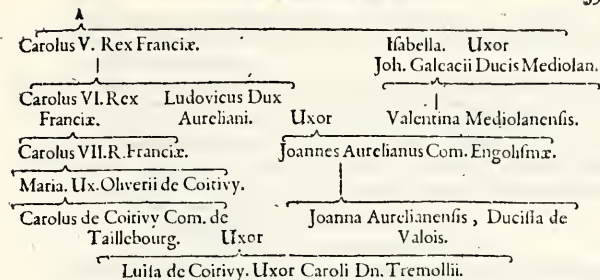 A
Carolus V. Rex Franciæ. Isabella. Uxor
Joh. Galeacii Ducis Mediolan.
Carolus VI. Rex Ludovicus Dux
Franciæ. Aureliani. Uxor Valentina Mediolanensis.
Carolus VII. R. Franciæ. Joannes Aurelianus Com. Engolismæ.
Maria. Ux. Oliverii de Coitivy.
Carolus de Coitivy Com. de Joanna Aurelianensis, Ducissa de
Taillebourg. Uxor Valois.
Luisa de Coitivy. Uxor Caroli Dn. Tremollii.